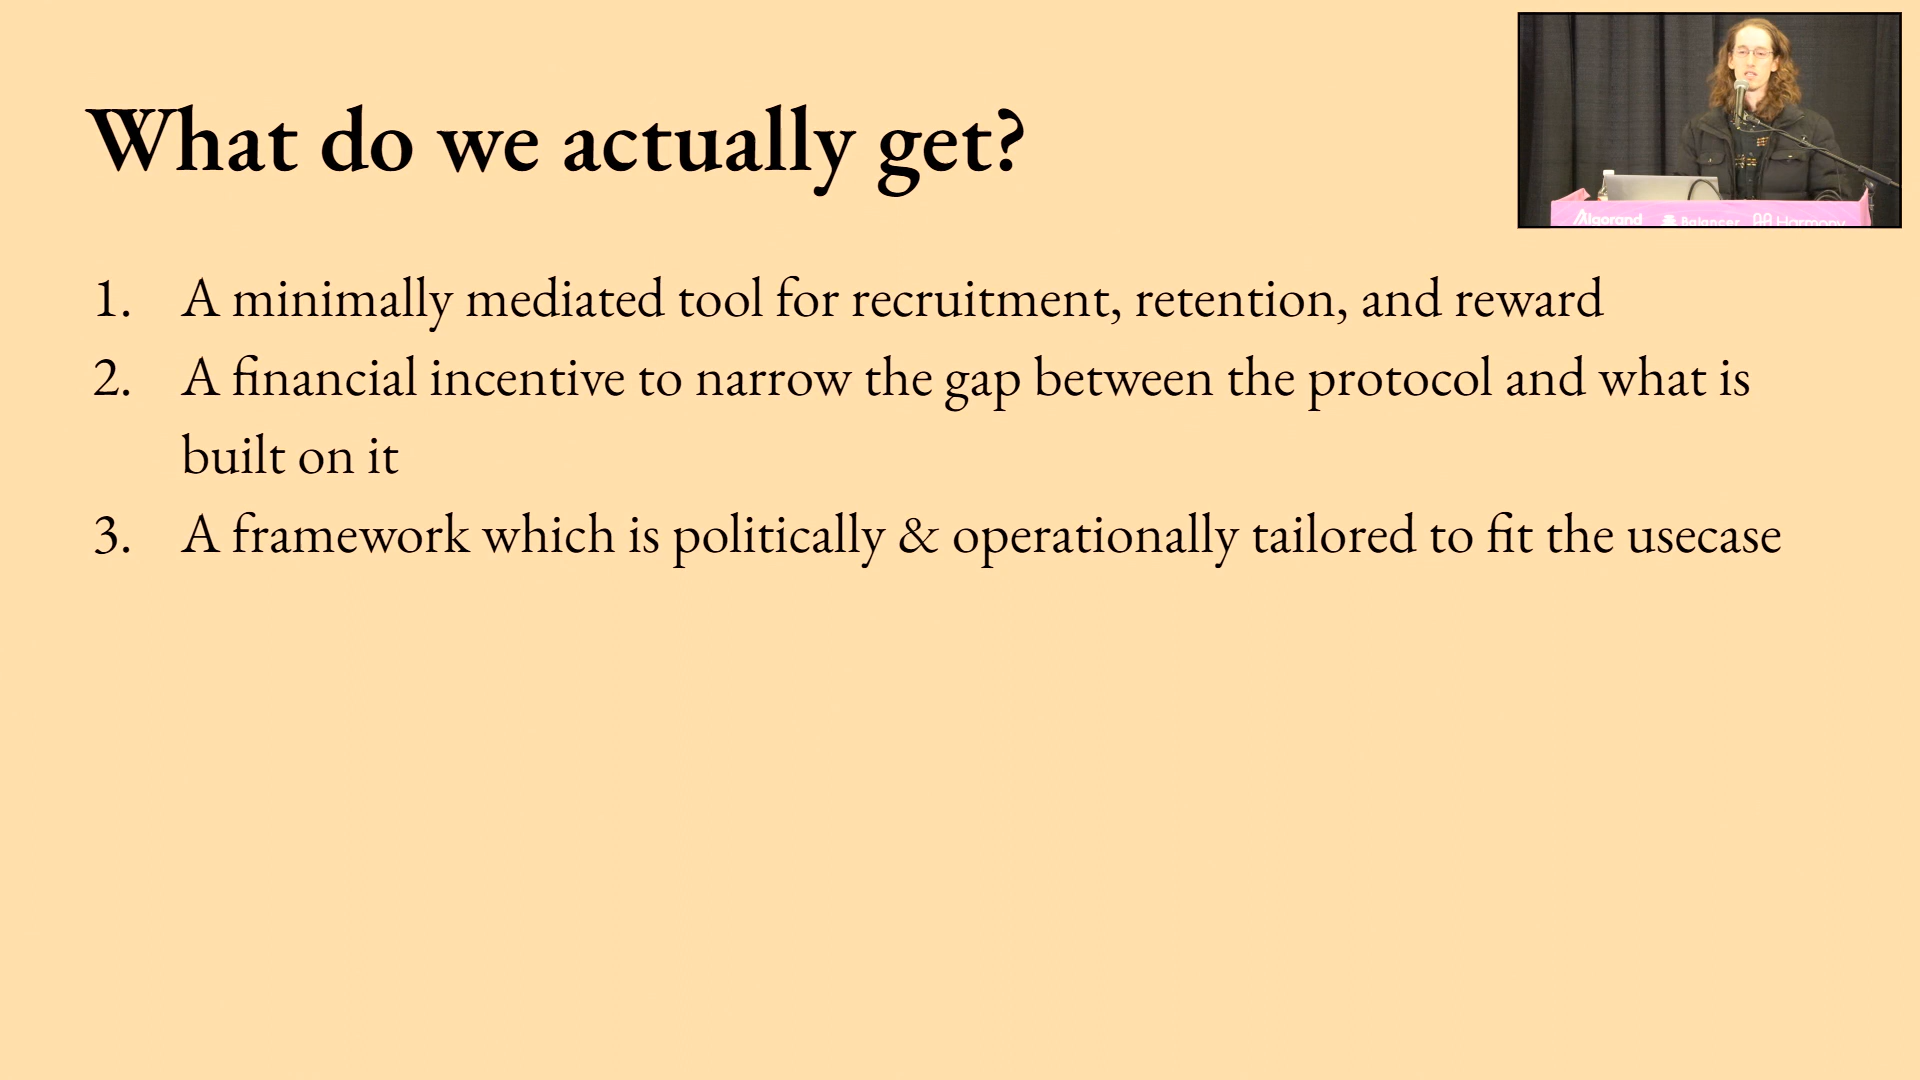 What do we actually get?
1. A minimally mediated tool for recruitment, retention, and reward
2. A financial incentive to narrow the gap between the protocol and what is
built on it
3. A framework which is politically & operationally tailored to fit the usecase
Algorand Balancer Harmony